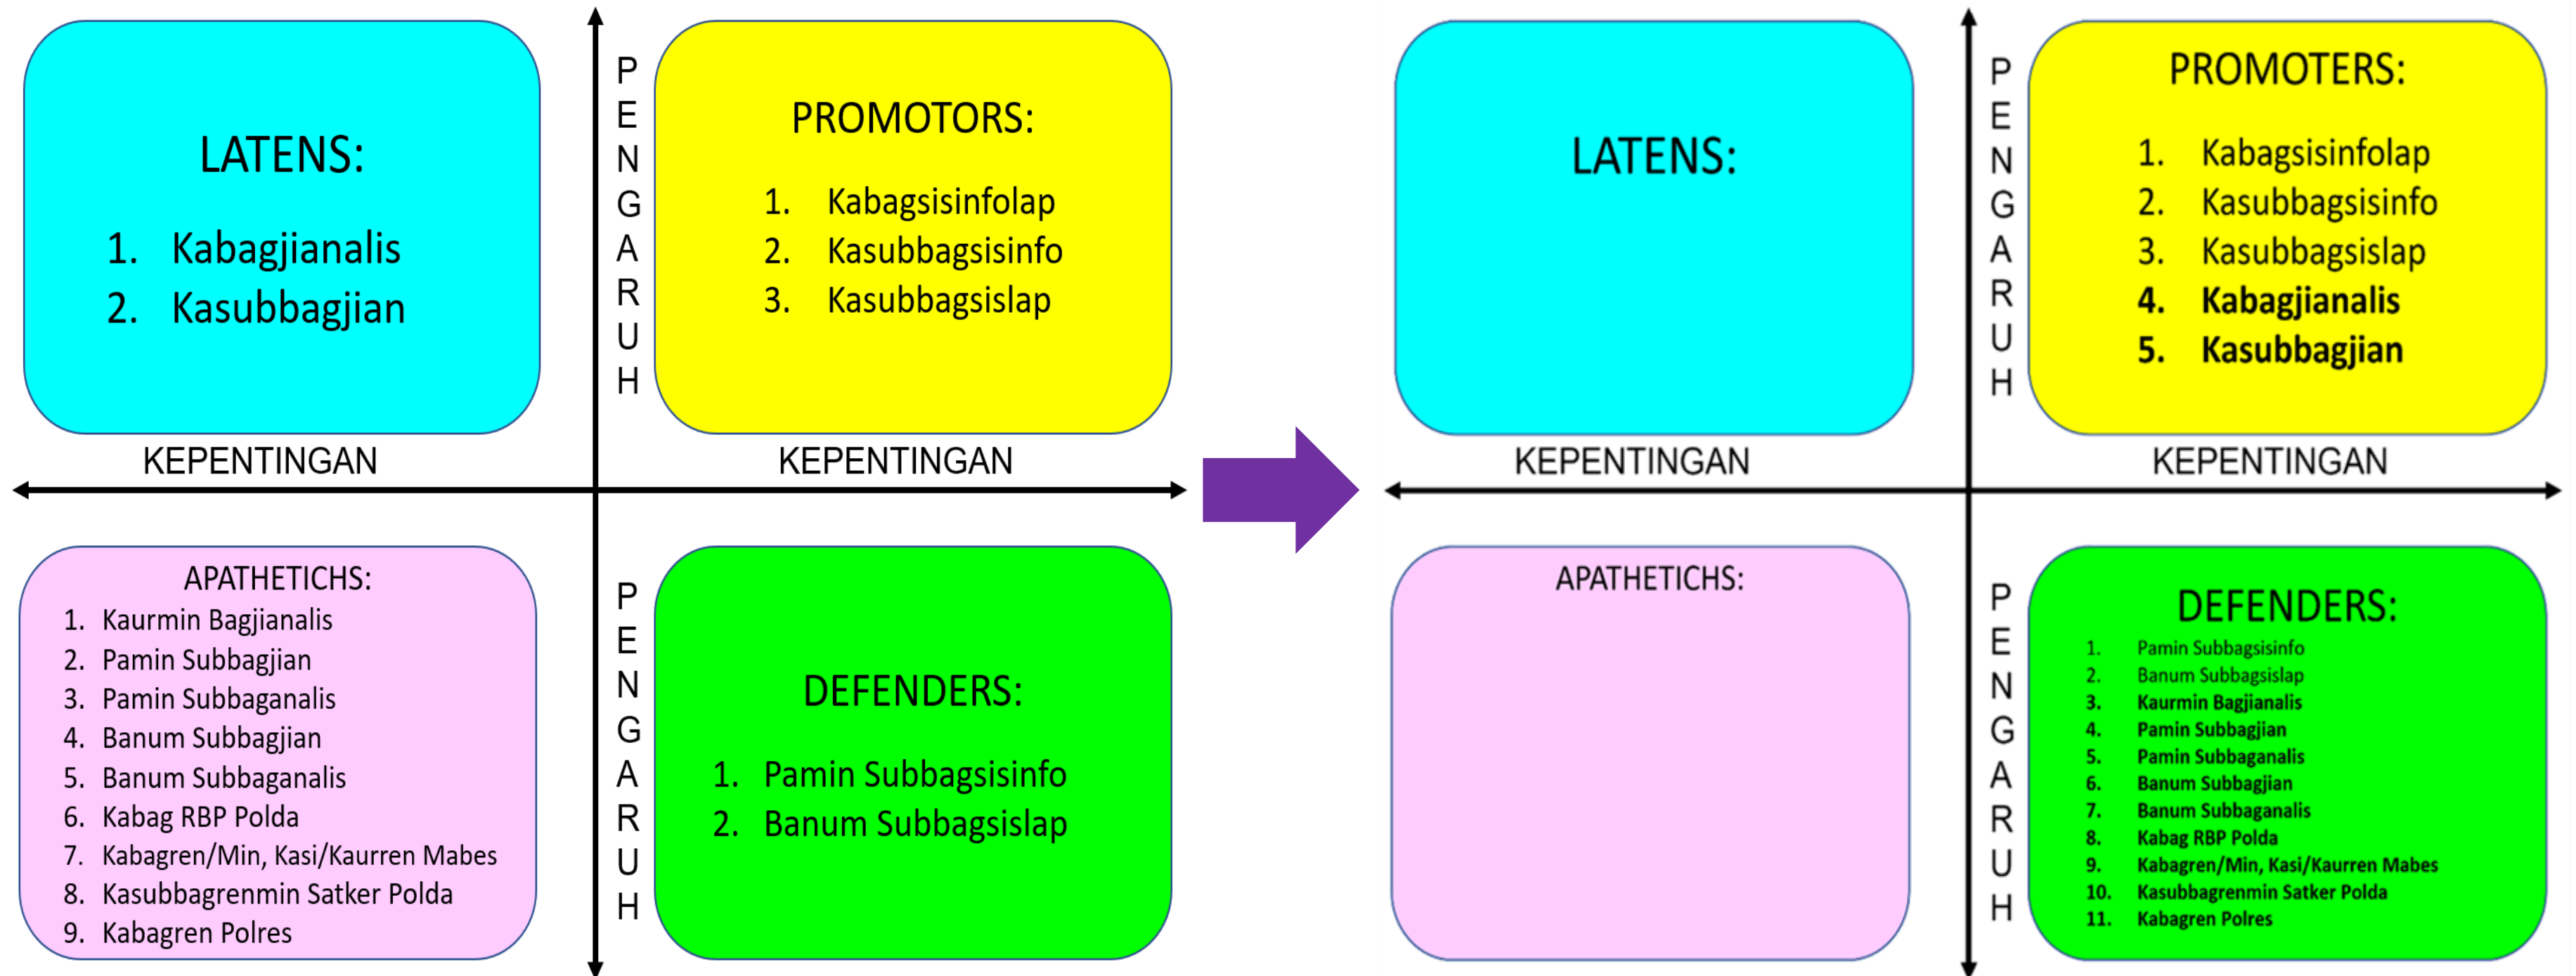 LATENS:
1. Kabagjianalis
2. Kasubbagjian
PENGARUH
PROMOTORS:
1. Kabagsisinfolap
2. Kasubbagsisinfo
3. Kasubbagsislap
KEPENTINGAN
KEPENTINGAN
APATHETICHS:
1. Kaurmin Bagjianalis
2. Pamin Subbagjian
3. Pamin Subbaganalis
4. Banum Subbagjian
5. Banum Subbaganalis
6. Kabag RBP Polda
7. Kabagren/Min, Kasi/Kaurren Mabes
8. Kasubbagrenmin Satker Polda
9. Kabagren Polres
PENGARUH
DEFENDERS:
1. Pamin Subbagsisinfo
2. Banum Subbagsislap
LATENS:
PENGARUH
PROMOTERS:
1. Kabagsisinfolap
2. Kasubbagsisinfo
3. Kasubbagsislap
4. Kabagjianalis
5. Kasubbagjian
KEPENTINGAN
KEPENTINGAN
APATHETICHS:
PENGARUH
DEFENDERS:
1. Pamin Subbagsisinfo
2. Banum Subbagsislap
3. Kaurmin Bagjianalis
4. Pamin Subbagjian
5. Pamin Subbaganalis
6. Banum Subbagjian
7. Banum Subbaganalis
8. Kabag RBP Polda
9. Kabagren/Min, Kasi/Kaurren Mabes
10. Kasubbagrenmin Satker Polda
11. Kabagren Polres